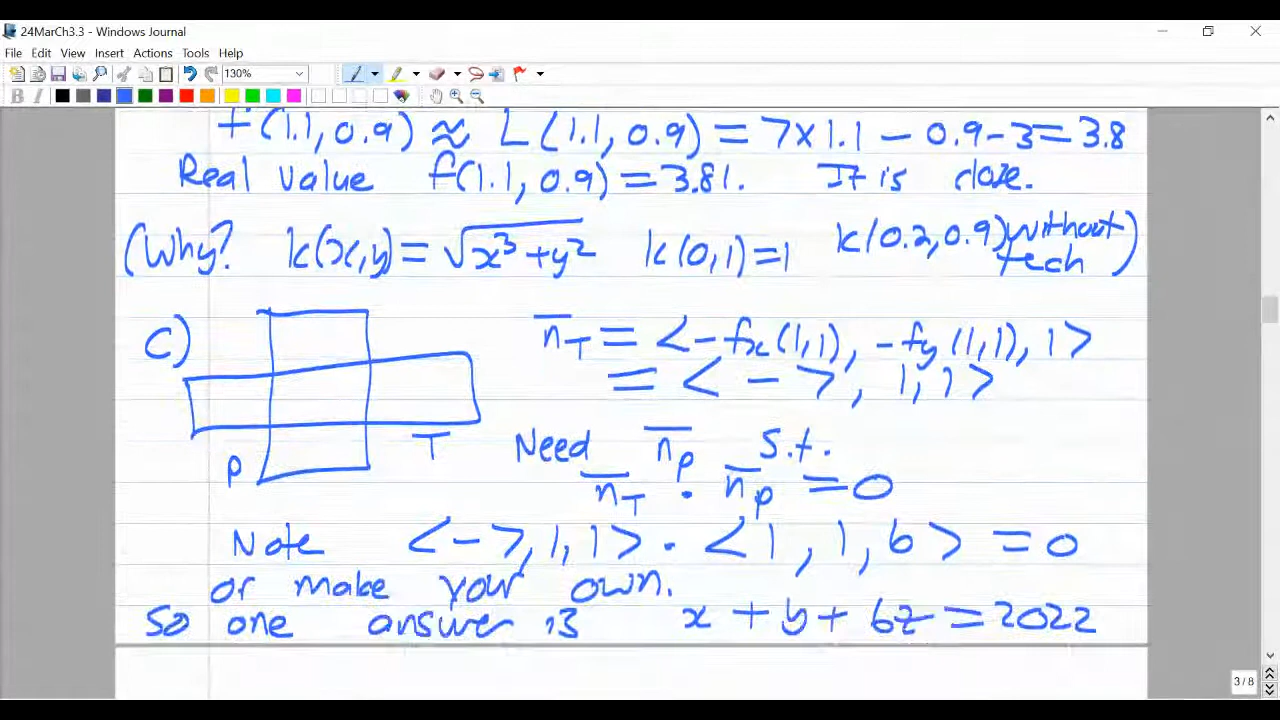 24MarCh3.3 - Windows Journal
File Edit View Insert Actions Tools Help
130%
B I
f(1.1, 0.9) ≈ L(1.1, 0.9) = 7×1.1 - 0.9 - 3 = 3.8
Real value f(1.1, 0.9) = 3.81. It is close.
(Why? k(x,y) = √(x³+y²) k(0,1)=1 k(0.2,0.9) without tech)
C) n̄_T = <-fx(1,1), -fy(1,1), 1>
= <-7, 1, 1>
P T Need n̄_p s.t.
n̄_T · n̄_p = 0
Note <-7,1,1> · <1, 1, 6> = 0
or make your own.
So one answer is x + y + 6z = 2022
3 / 8